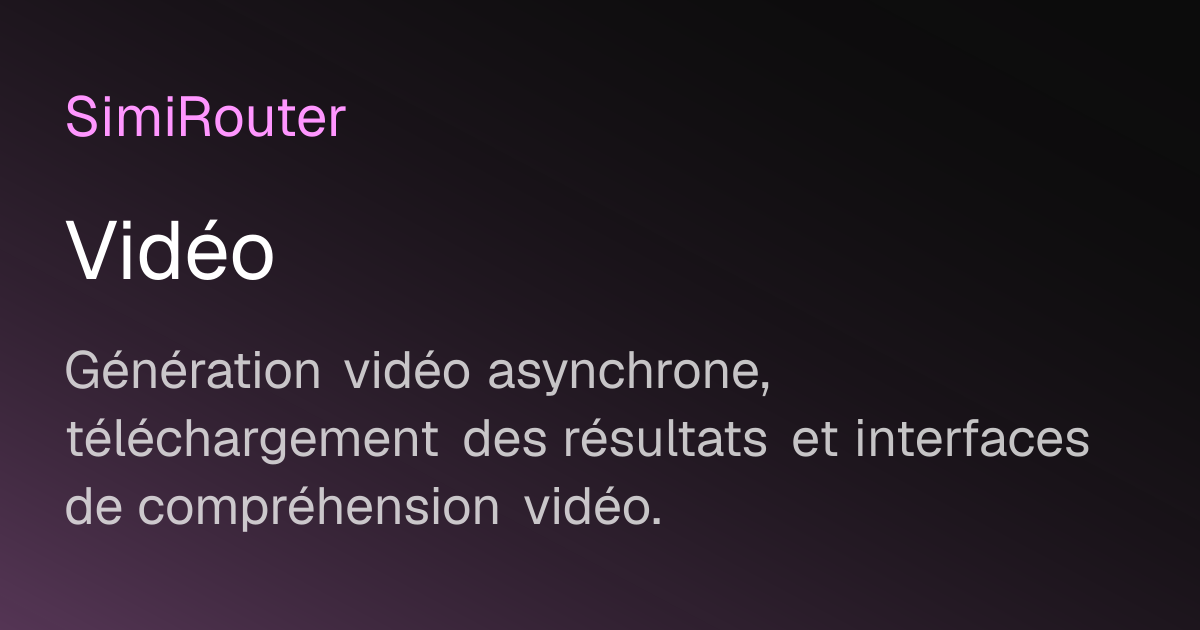 SimiRouter
Vidéo
Génération vidéo asynchrone,
téléchargement des résultats et interfaces
de compréhension vidéo.